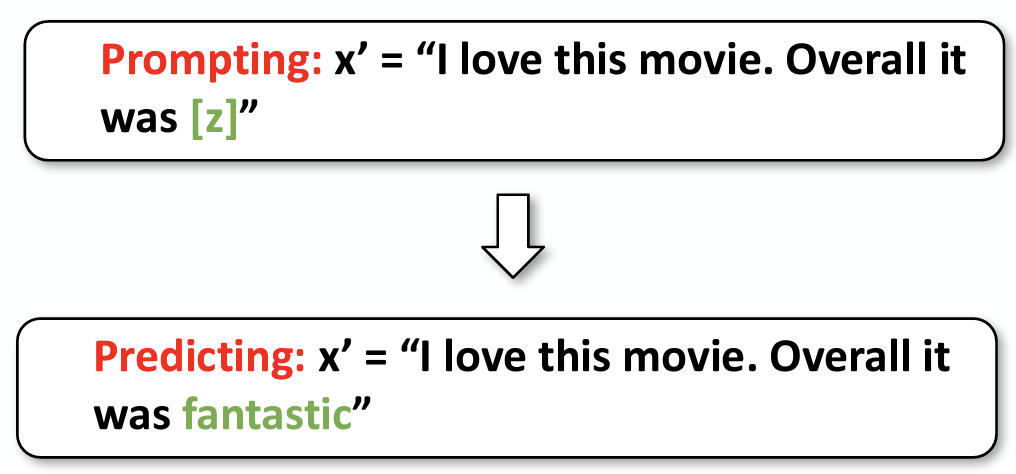 Prompting: x’ = “I love this movie. Overall it
was [z]”
Predicting: x’ = “I love this movie. Overall it
was fantastic”